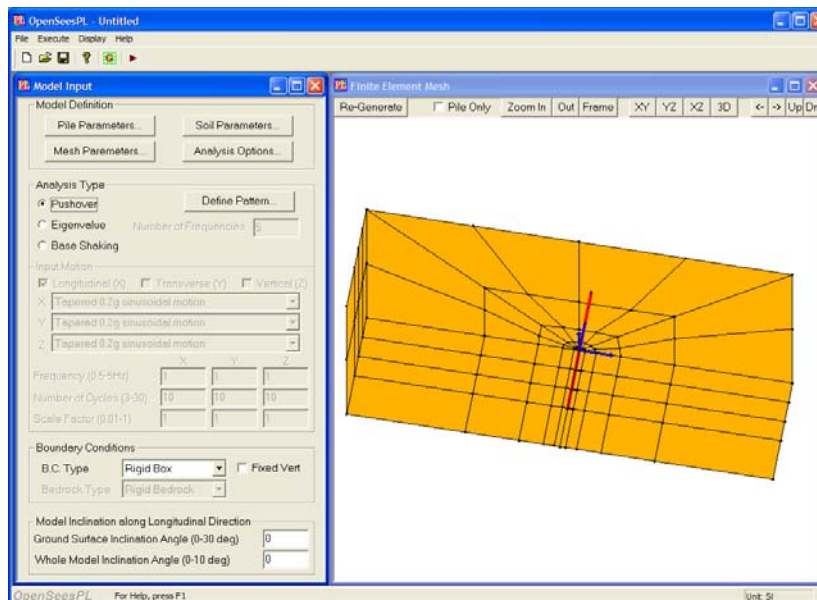 OpenSeesPL - Untitled
File Execute Display Help
Model Input
Model Definition
Pile Parameters...
Soil Parameters...
Mesh Parameters...
Analysis Options...
Analysis Type
Pushover
Define Pattern...
Eigenvalue
Number of Frequencies 5
Base Shaking
Input Motion
Longitudinal (X) Transverse (Y) Vertical (Z)
X Tapered 0.2g sinusoidal motion
Y Tapered 0.2g sinusoidal motion
Z Tapered 0.2g sinusoidal motion
X Y Z
Frequency (0.5-5Hz) 1 1 1
Number of Cycles (3-30) 10 10 10
Scale Factor (0.01-1) 1 1 1
Boundary Conditions
B.C. Type Rigid Box Fixed Vert
Bedrock Type Rigid Bedrock
Model Inclination along Longitudinal Direction
Ground Surface Inclination Angle (0-30 deg) 0
Whole Model Inclination Angle (0-10 deg) 0
Finite Element Mesh
Re-Generate Pile Only Zoom In Out Frame XY YZ XZ 3D <- -> Up Dn
OpenSeesPL For Help, press F1 Unit: SI